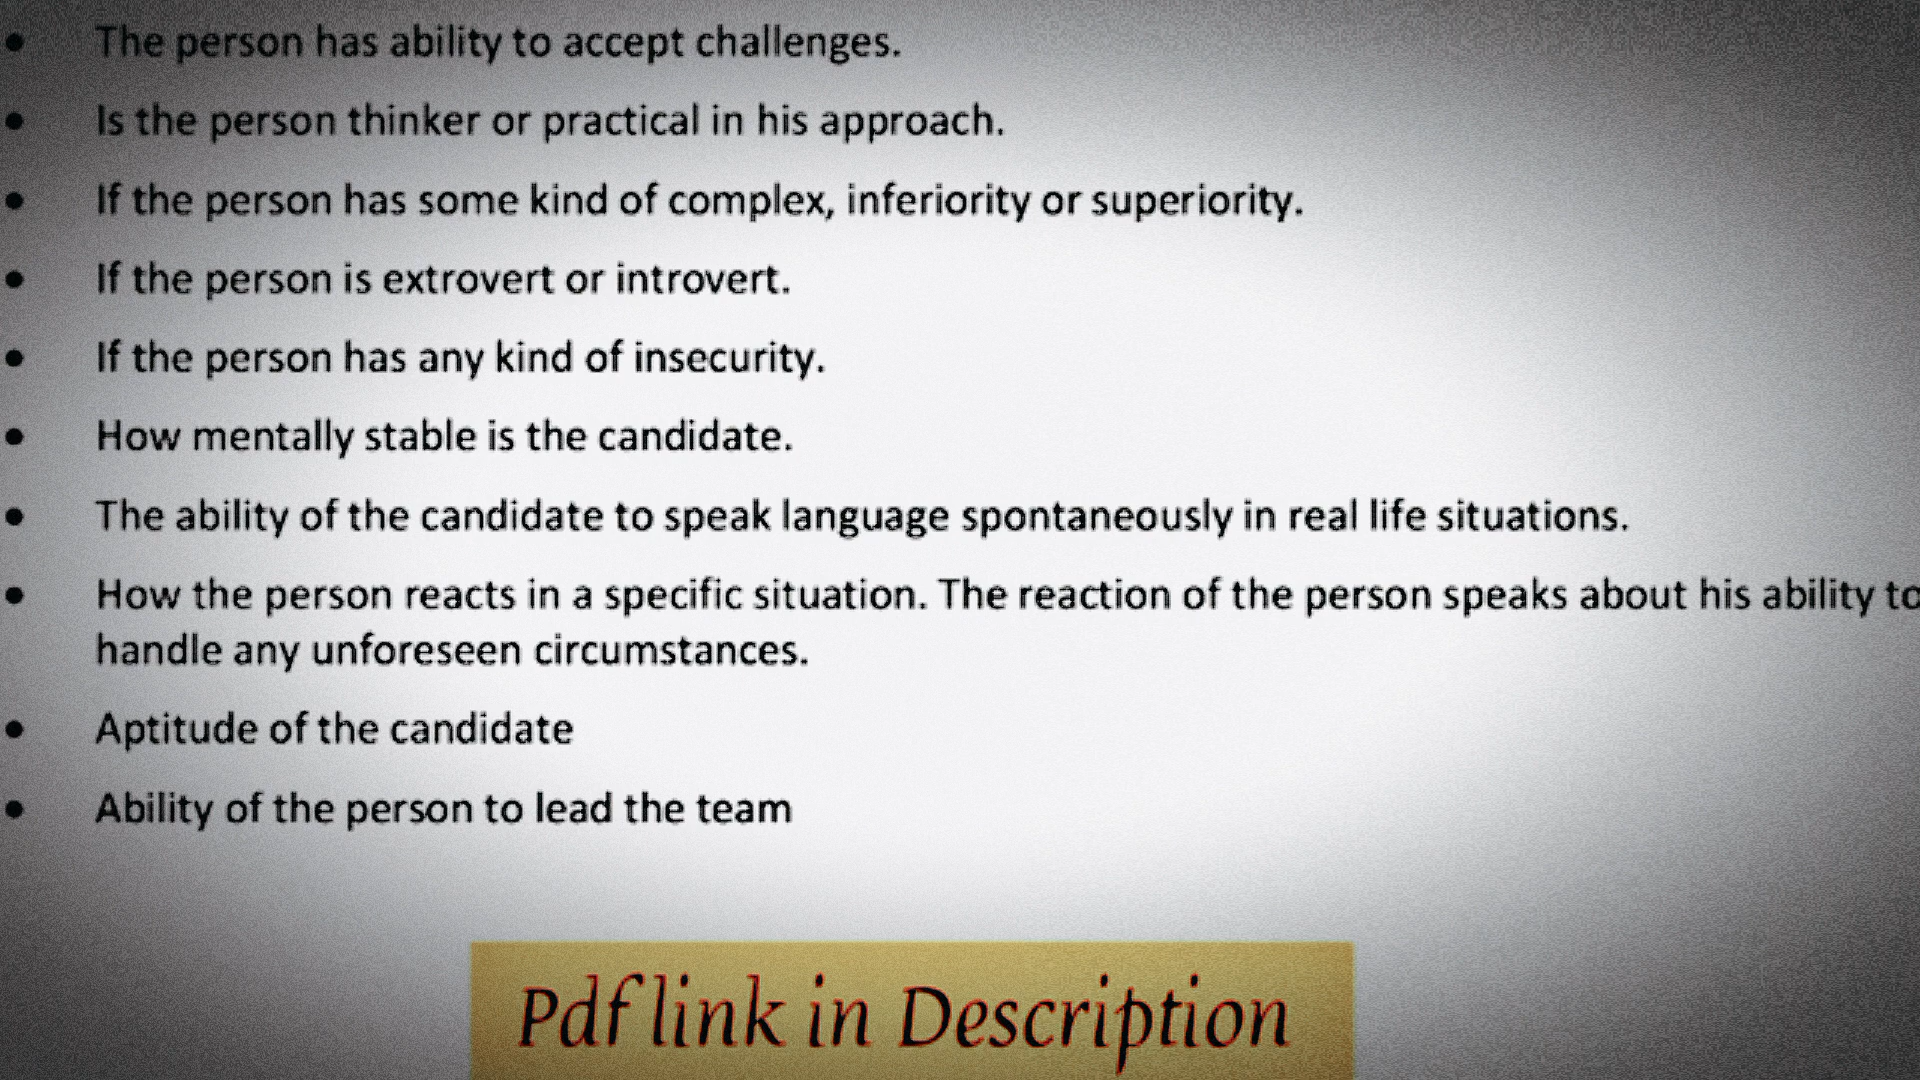 • The person has ability to accept challenges.
• Is the person thinker or practical in his approach.
• If the person has some kind of complex, inferiority or superiority.
• If the person is extrovert or introvert.
• If the person has any kind of insecurity.
• How mentally stable is the candidate.
• The ability of the candidate to speak language spontaneously in real life situations.
• How the person reacts in a specific situation. The reaction of the person speaks about his ability to
handle any unforeseen circumstances.
• Aptitude of the candidate
• Ability of the person to lead the team
Pdf link in Description